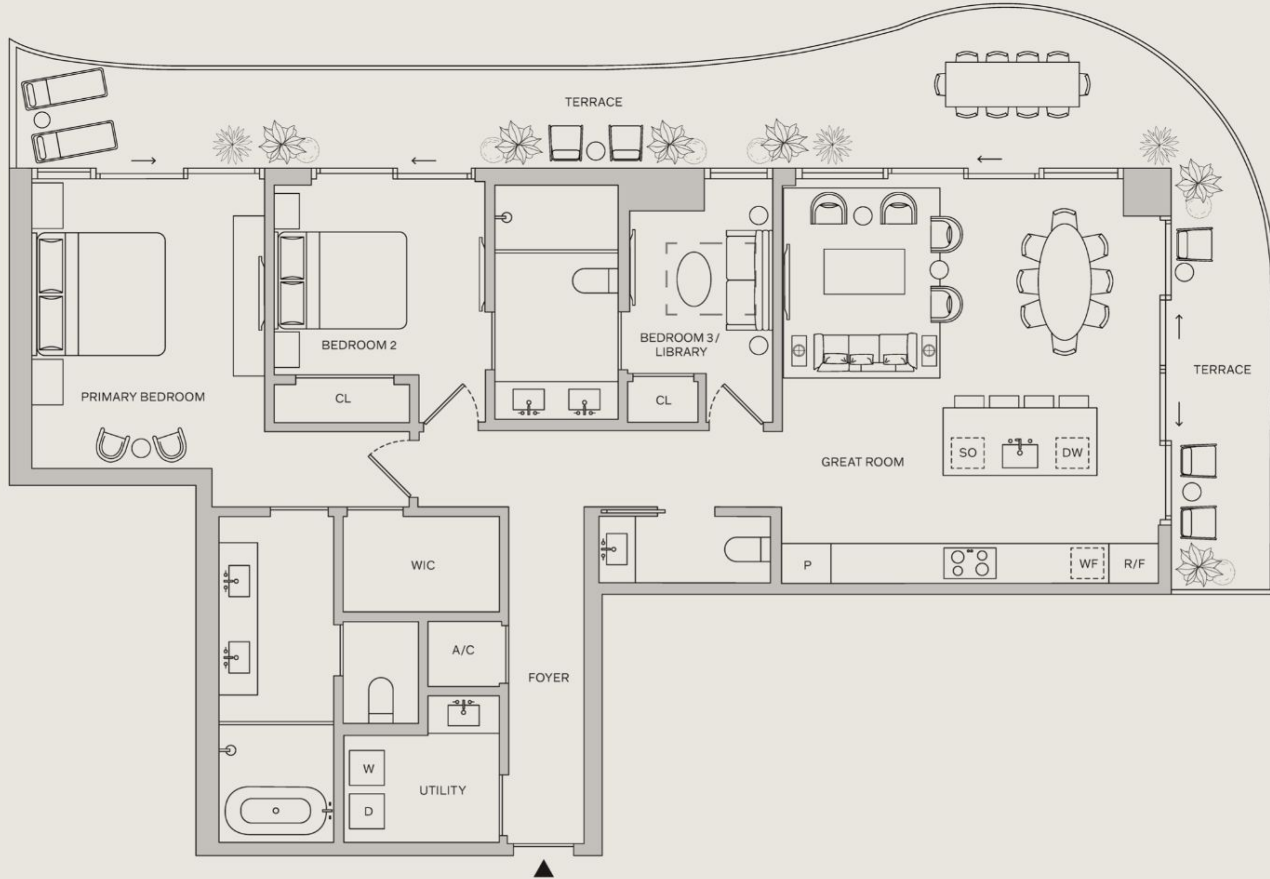 TERRACE
BEDROOM 2
BEDROOM 3/
LIBRARY
PRIMARY BEDROOM
CL
CL
TERRACE
GREAT ROOM
SO
DW
WIC
P
WF
R/F
A/C
FOYER
W
D
UTILITY